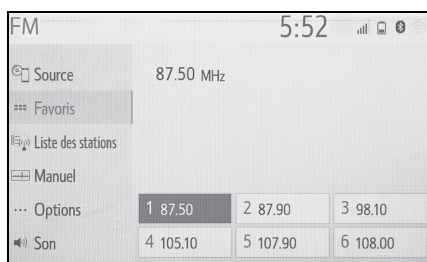 FM 5:52
Source 87.50 MHz
Favoris
Liste des stations
Manuel
Options 1 87.50 2 87.90 3 98.10
Son 4 105.10 5 107.90 6 108.00